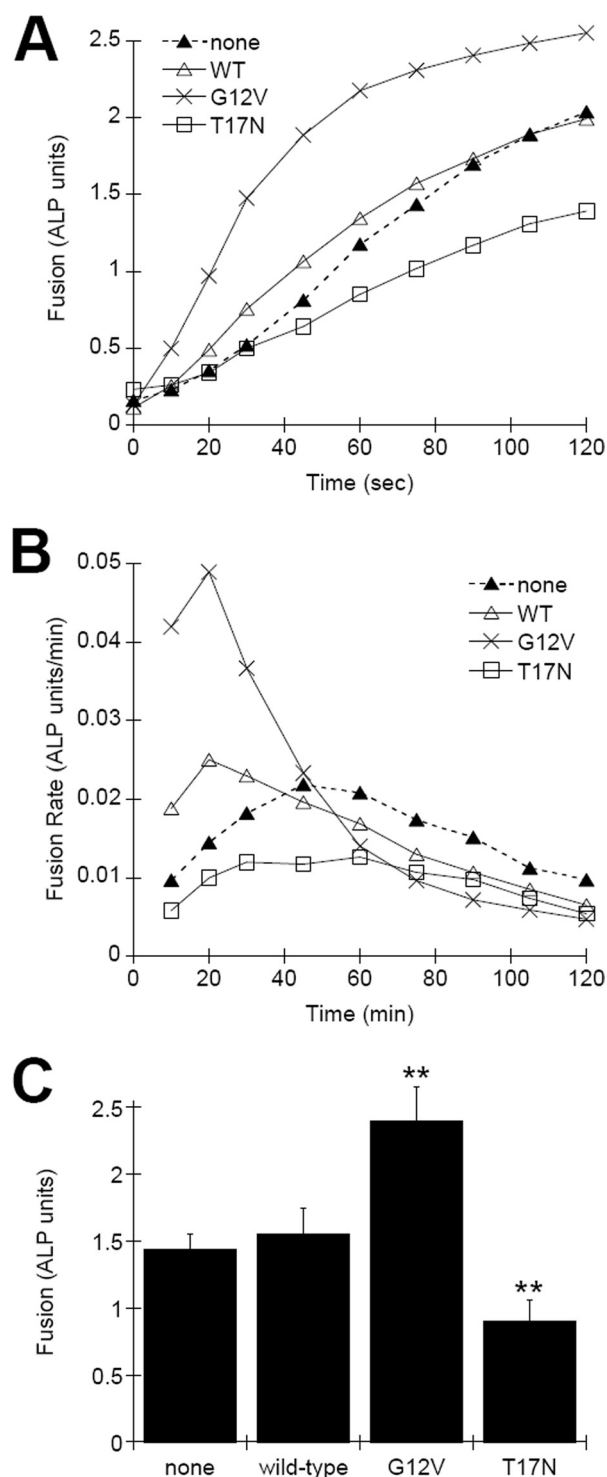 A
none
WT
G12V
T17N
Fusion (ALP units)
2.5
2
1.5
1
0.5
0
0 20 40 60 80 100 120
Time (sec)
B
none
WT
G12V
T17N
Fusion Rate (ALP units/min)
0.05
0.04
0.03
0.02
0.01
0
0 20 40 60 80 100 120
Time (min)
C
Fusion (ALP units)
2.5
2
1.5
1
0.5
0
**
**
none wild-type G12V T17N